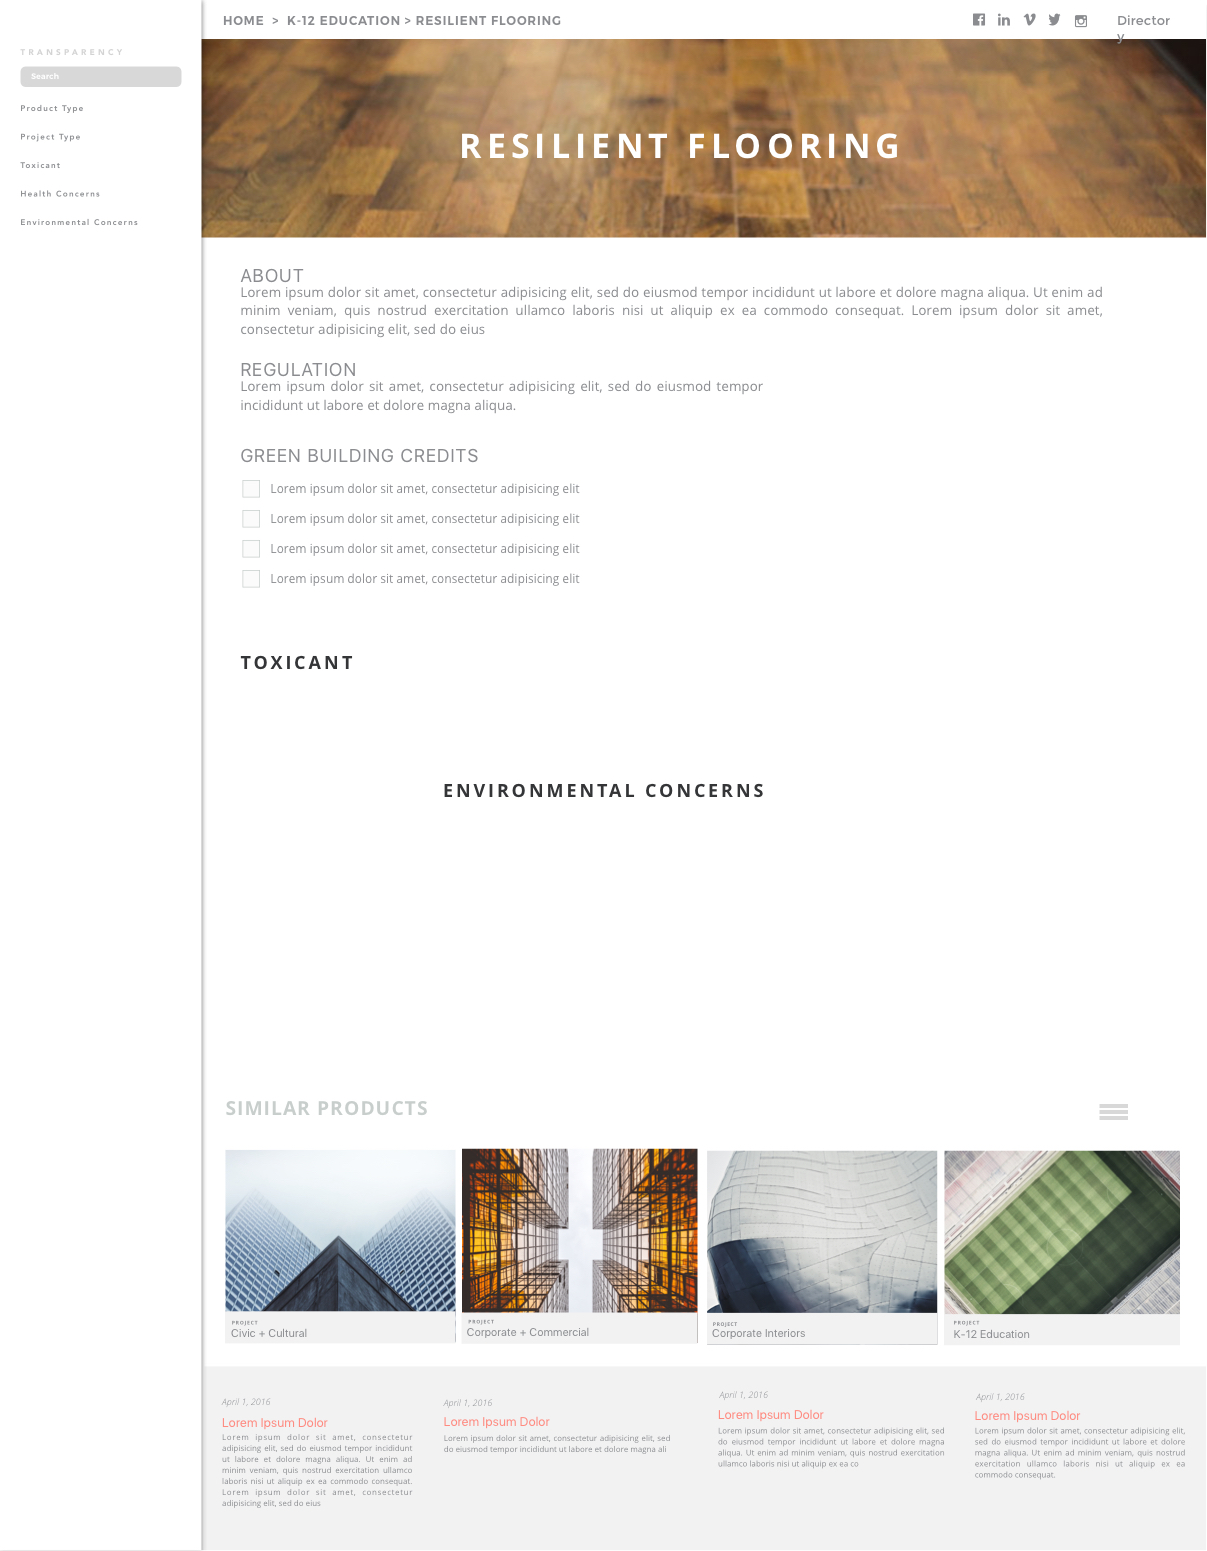 HOME > K-12 EDUCATION > RESILIENT FLOORING
Director
y
TRANSPARENCY
Search
Product Type
Project Type
Toxicant
Health Concerns
Environmental Concerns
RESILIENT FLOORING
ABOUT
Lorem ipsum dolor sit amet, consectetur adipisicing elit, sed do eiusmod tempor incididunt ut labore et dolore magna aliqua. Ut enim ad
minim veniam, quis nostrud exercitation ullamco laboris nisi ut aliquip ex ea commodo consequat. Lorem ipsum dolor sit amet,
consectetur adipisicing elit, sed do eius
REGULATION
Lorem ipsum dolor sit amet, consectetur adipisicing elit, sed do eiusmod tempor
incididunt ut labore et dolore magna aliqua.
GREEN BUILDING CREDITS
Lorem ipsum dolor sit amet, consectetur adipisicing elit
Lorem ipsum dolor sit amet, consectetur adipisicing elit
Lorem ipsum dolor sit amet, consectetur adipisicing elit
Lorem ipsum dolor sit amet, consectetur adipisicing elit
TOXICANT
ENVIRONMENTAL CONCERNS
SIMILAR PRODUCTS
PROJECT
Civic + Cultural
PROJECT
Corporate + Commercial
PROJECT
Corporate Interiors
PROJECT
K-12 Education
April 1, 2016
Lorem Ipsum Dolor
Lorem ipsum dolor sit amet, consectetur
adipisicing elit, sed do eiusmod tempor incididunt
ut labore et dolore magna aliqua. Ut enim ad
minim veniam, quis nostrud exercitation ullamco
laboris nisi ut aliquip ex ea commodo consequat.
Lorem ipsum dolor sit amet, consectetur
adipisicing elit, sed do eius
April 1, 2016
Lorem Ipsum Dolor
Lorem ipsum dolor sit amet, consectetur adipisicing elit, sed
do eiusmod tempor incididunt ut labore et dolore magna ali
April 1, 2016
Lorem Ipsum Dolor
Lorem ipsum dolor sit amet, consectetur adipisicing elit, sed
do eiusmod tempor incididunt ut labore et dolore magna
aliqua. Ut enim ad minim veniam, quis nostrud exercitation
ullamco laboris nisi ut aliquip ex ea co
April 1, 2016
Lorem Ipsum Dolor
Lorem ipsum dolor sit amet, consectetur adipisicing elit,
sed do eiusmod tempor incididunt ut labore et dolore
magna aliqua. Ut enim ad minim veniam, quis nostrud
exercitation ullamco laboris nisi ut aliquip ex ea
commodo consequat.